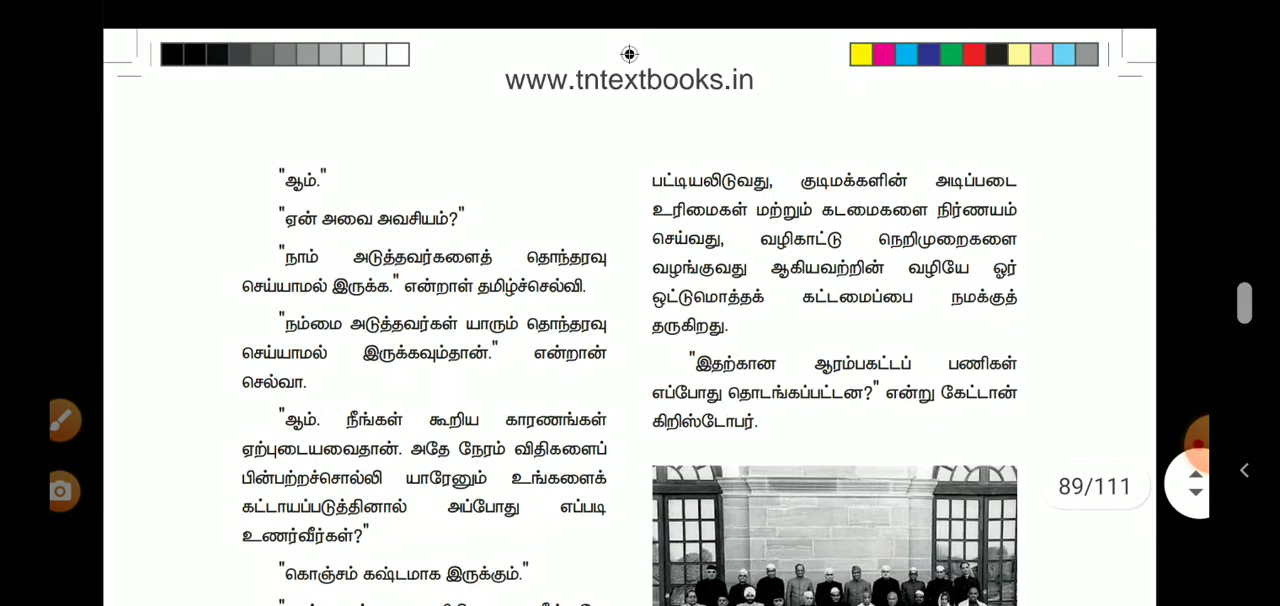 www.tntextbooks.in
"ஆம்."
"ஏன் அவை அவசியம்?"
"நாம் அடுத்தவர்களைத் தொந்தரவு
செய்யாமல் இருக்க." என்றாள் தமிழ்ச்செல்வி.
"நம்மை அடுத்தவர்கள் யாரும் தொந்தரவு
செய்யாமல் இருக்கவும்தான்." என்றான்
செல்வா.
"ஆம். நீங்கள் கூறிய காரணங்கள்
ஏற்புடையவைதான். அதே நேரம் விதிகளைப்
பின்பற்றச்சொல்லி யாரேனும் உங்களைக்
கட்டாயப்படுத்தினால் அப்போது எப்படி
உணர்வீர்கள்?"
"கொஞ்சம் கஷ்டமாக இருக்கும்."
பட்டியலிடுவது, குடிமக்களின் அடிப்படை
உரிமைகள் மற்றும் கடமைகளை நிர்ணயம்
செய்வது, வழிகாட்டு நெறிமுறைகளை
வழங்குவது ஆகியவற்றின் வழியே ஓர்
ஒட்டுமொத்தக் கட்டமைப்பை நமக்குத்
தருகிறது.
"இதற்கான ஆரம்பகட்டப் பணிகள்
எப்போது தொடங்கப்பட்டன?" என்று கேட்டான்
கிறிஸ்டோபர்.
89/111